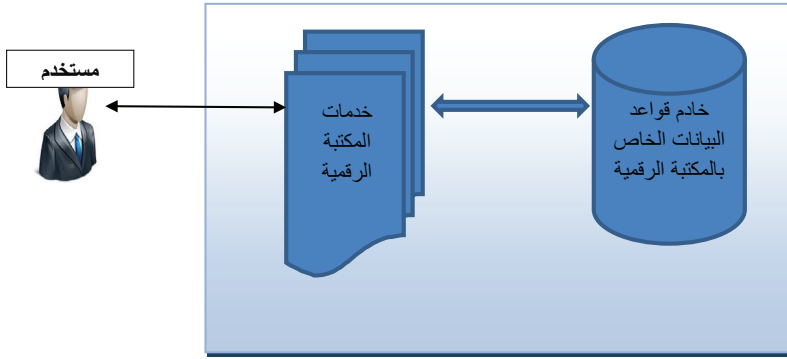 مستخدم
خدمات
المكتبة
الرقمية
خادم قواعد
البيانات الخاص
بالمكتبة الرقمية